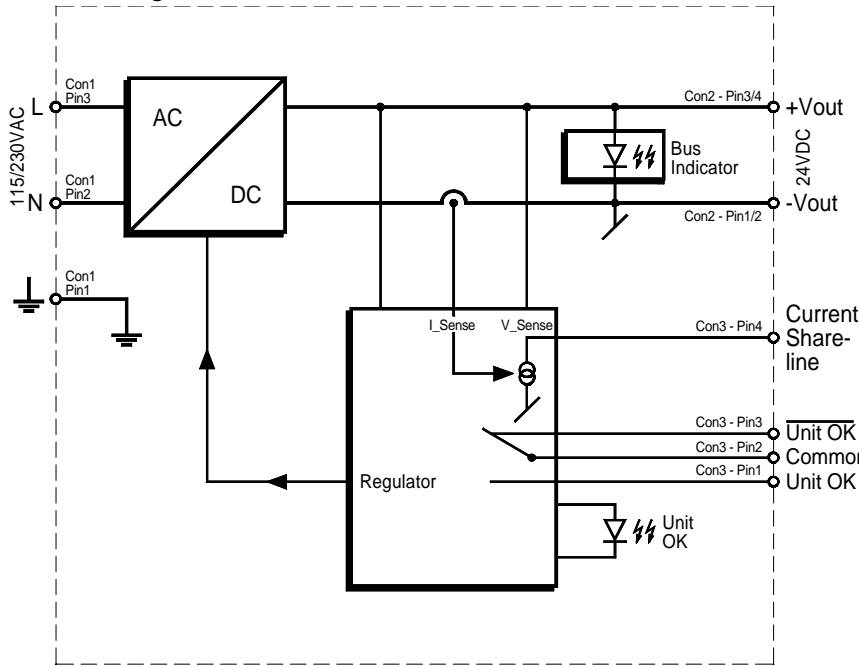 115/230VAC
L
Con1
Pin3
N
Con1
Pin2
Con1
Pin1
AC
DC
Con2 - Pin3/4
+Vout
24VDC
Bus
Indicator
-Vout
Con2 - Pin1/2
I_Sense
V_Sense
Con3 - Pin4
Current
Share-
line
Con3 - Pin3
Unit OK
Con3 - Pin2
Commor
Con3 - Pin1
Unit OK
Regulator
Unit
OK